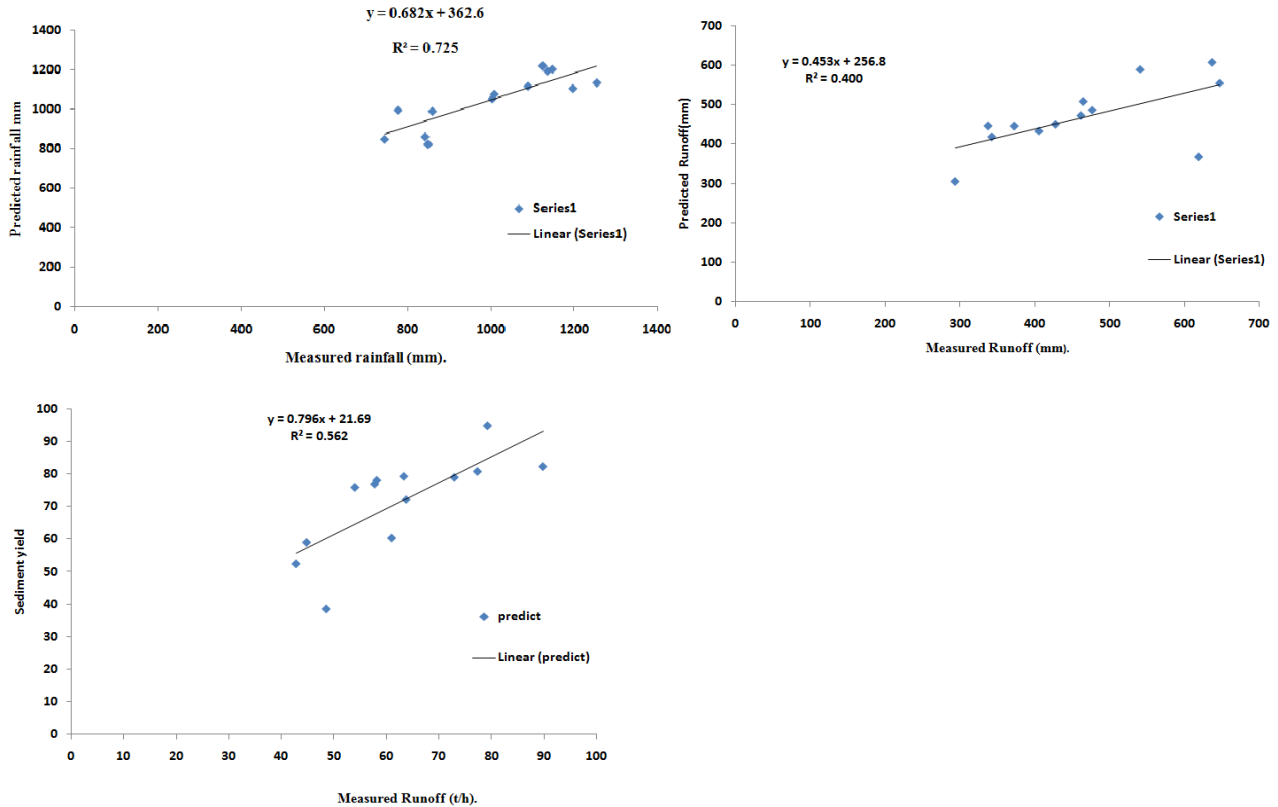 y = 0.682x + 362.6
R² = 0.725
1400
1200
1000
800
600
400
200
0
Predicted rainfall mm
Series1
Linear (Series1)
0 200 400 600 800 1000 1200 1400
Measured rainfall (mm).
y = 0.453x + 256.8
R² = 0.400
700
600
500
400
300
200
100
0
Predicted Runoff(mm)
Series1
Linear (Series1)
0 100 200 300 400 500 600 700
Measured Runoff (mm).
y = 0.796x + 21.69
R² = 0.562
100
90
80
70
60
50
40
30
20
10
0
Sediment yield
predict
Linear (predict)
0 10 20 30 40 50 60 70 80 90 100
Measured Runoff (t/h).